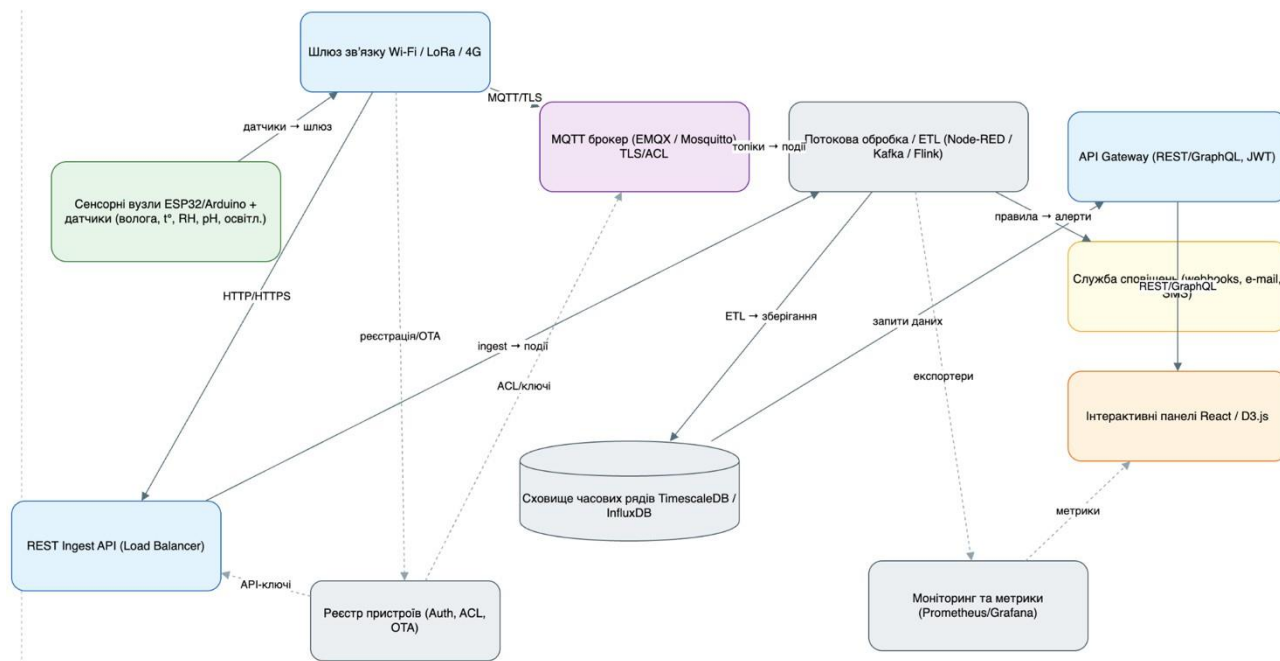 Шлюз зв'язку Wi-Fi / LoRa / 4G
MQTT/TLS
датчики → шлюз
MQTT брокер (EMQX / Mosquitto)
TLS/ACL
топіки → події
Потокова обробка / ETL (Node-RED /
Kafka / Flink)
API Gateway (REST/GraphQL, JWT)
Сенсорні вузли ESP32/Arduino +
датчики (волога, t°, RH, pH, освітл.)
правила → алерти
Служба сповіщень (webhooks, e-mail,
SMS)
REST/GraphQL
HTTP/HTTPS
реєстрація/OTA
ingest → події
ETL → зберігання
запити даних
експортери
ACL/ключі
Інтерактивні панелі React / D3.js
Сховище часових рядів TimescaleDB /
InfluxDB
метрики
REST Ingest API (Load Balancer)
API-ключі
Реєстр пристроїв (Auth, ACL,
OTA)
Моніторинг та метрики
(Prometheus/Grafana)